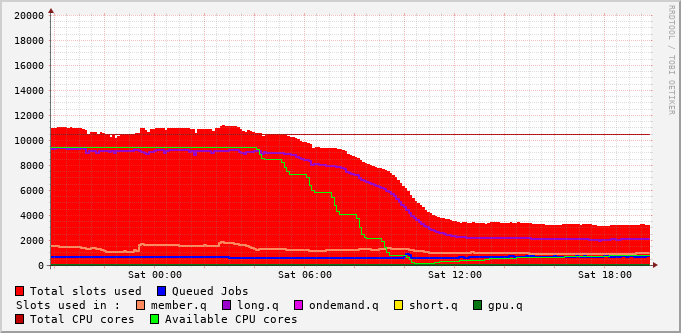 20000
18000
16000
14000
12000
10000
8000
6000
4000
2000
0
Sat 00:00 Sat 06:00 Sat 12:00 Sat 18:00
RRDTOOL / TOBI OETIKER
Total slots used Queued Jobs
Slots used in : member.q long.q ondemand.q short.q gpu.q
Total CPU cores Available CPU cores